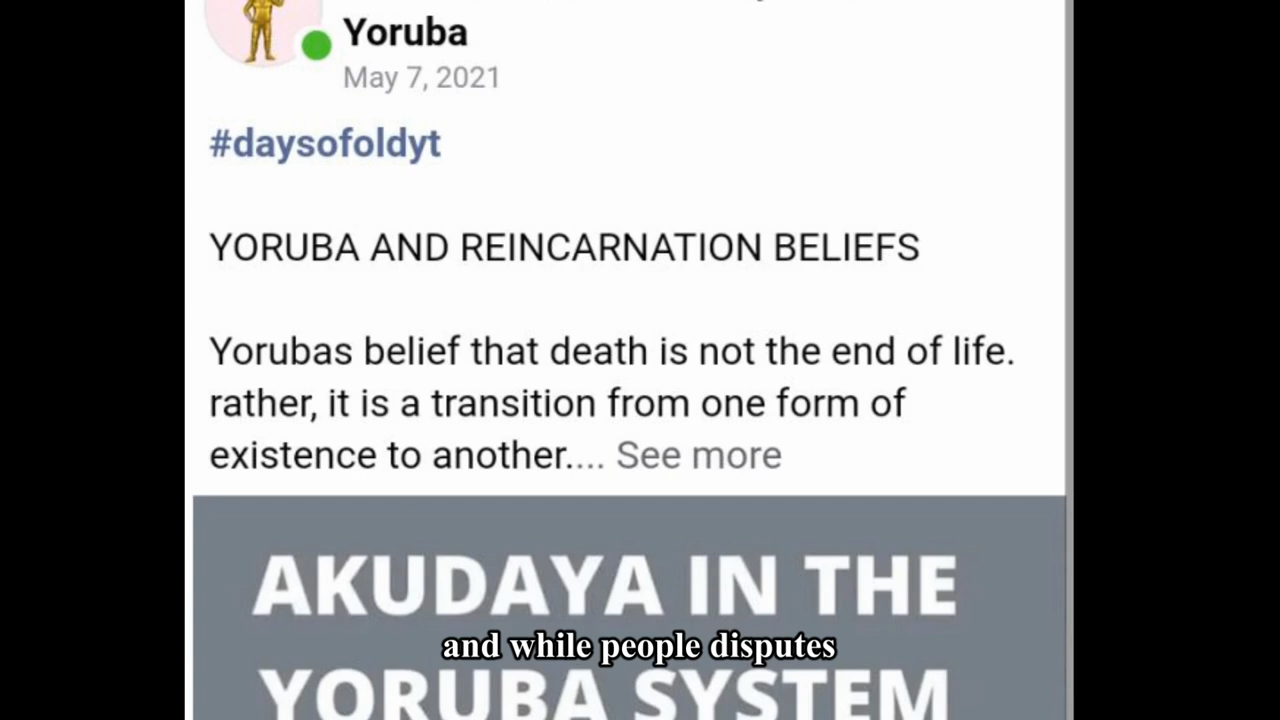 Yoruba
May 7, 2021
#daysofoldyt
YORUBA AND REINCARNATION BELIEFS
Yorubas belief that death is not the end of life.
rather, it is a transition from one form of
existence to another.... See more
AKUDAYA IN THE
and while people disputes
YORUBA SYSTEM